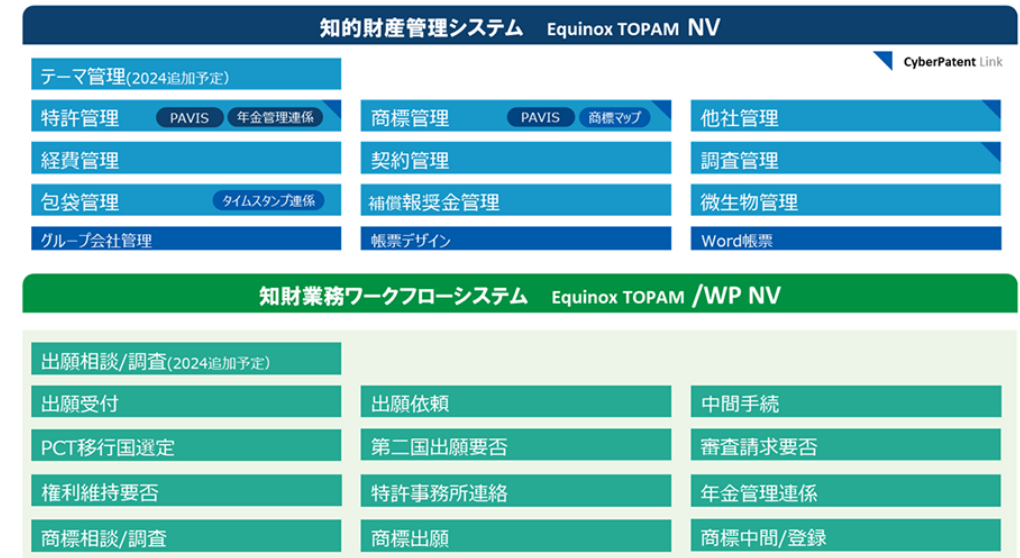 知的財産管理システム Equinox TOPAM NV
CyberPatent Link
テーマ管理(2024追加予定)
特許管理 PAVIS 年金管理連係
商標管理 PAVIS 商標マップ
他社管理
経費管理
契約管理
調査管理
包袋管理 タイムスタンプ連係
補償報奨金管理
微生物管理
グループ会社管理
帳票デザイン
Word帳票
知財業務ワークフローシステム Equinox TOPAM /WP NV
出願相談/調査(2024追加予定)
出願受付
出願依頼
中間手続
PCT移行国選定
第二国出願要否
審査請求要否
権利維持要否
特許事務所連絡
年金管理連係
商標相談/調査
商標出願
商標中間/登録